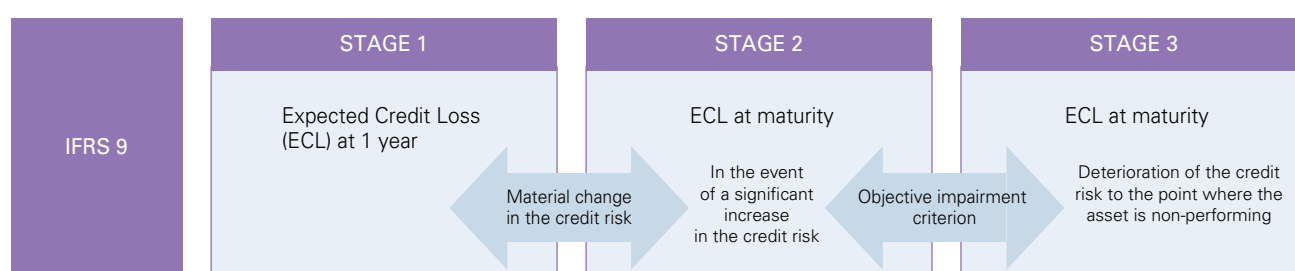 IFRS 9
STAGE 1
Expected Credit Loss
(ECL) at 1 year
Material change
in the credit risk
STAGE 2
ECL at maturity
In the event
of a significant
increase
in the credit risk
Objective impairment
criterion
STAGE 3
ECL at maturity
Deterioration of the credit
risk to the point where the
asset is non-performing